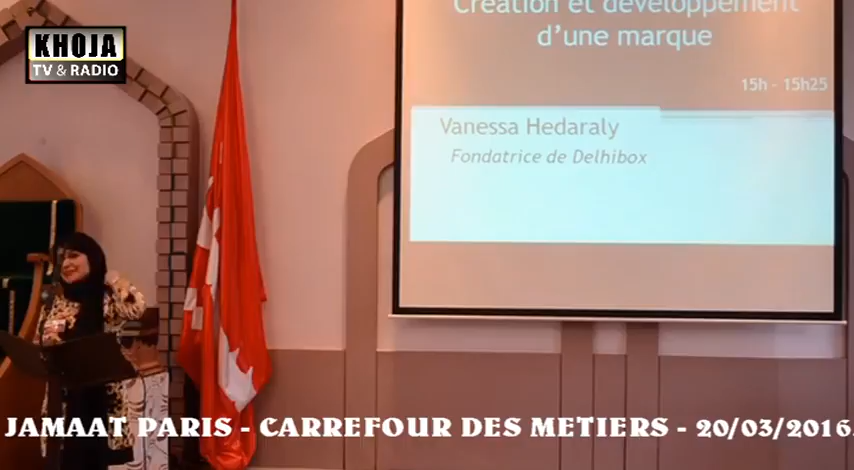 KHOJA
TV & RADIO
Création et développement
d'une marque
15h - 15h25
Vanessa Hedaraly
Fondatrice de Delhibox
JAMAAT PARIS - CARREFOUR DES METIERS - 20/03/2016.